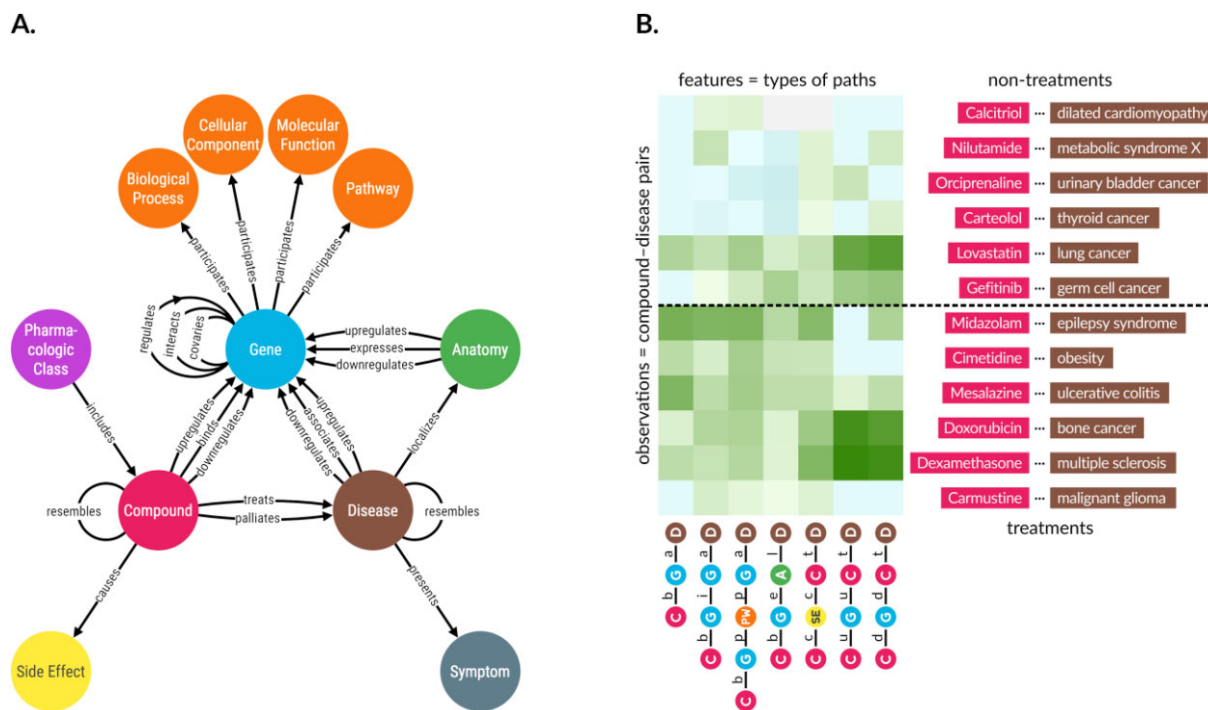 A.
Cellular
Component
Molecular
Function
Biological
Process
Pathway
participates
participates
participates
participates
regulates
interacts
covaries
Pharma-
cologic
Class
Gene
upregulates
expresses
downregulates
Anatomy
includes
upregulates
binds
downregulates
upregulates
associates
downregulates
localizes
resembles
Compound
treats
palliates
Disease
resembles
causes
presents
Side Effect
Symptom
B.
features = types of paths
non-treatments
observations = compound–disease pairs
Calcitriol ··· dilated cardiomyopathy
Nilutamide ··· metabolic syndrome X
Orciprenaline ··· urinary bladder cancer
Carteolol ··· thyroid cancer
Lovastatin ··· lung cancer
Gefitinib ··· germ cell cancer
Midazolam ··· epilepsy syndrome
Cimetidine ··· obesity
Mesalazine ··· ulcerative colitis
Doxorubicin ··· bone cancer
Dexamethasone ··· multiple sclerosis
Carmustine ··· malignant glioma
treatments
C b G a D
C b G i G a D
C b G p PW p G a D
C b G e A l D
C c SE c C t D
C u G u C t D
C d G d C t D